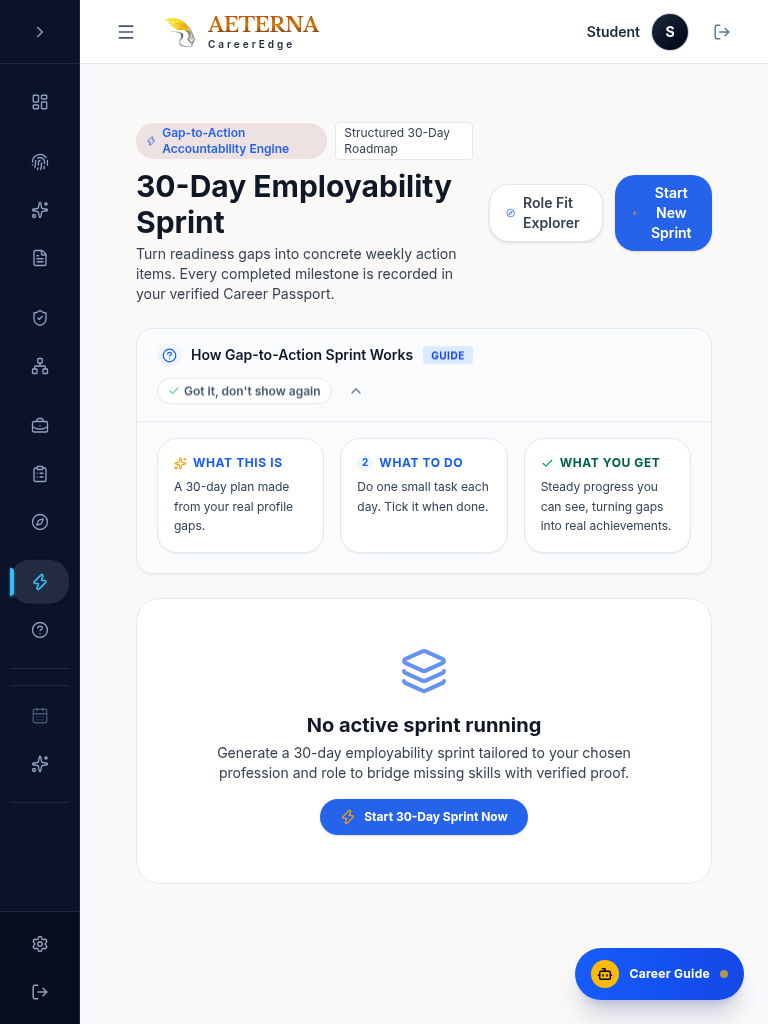 AETERNA
CareerEdge
Student
S
Gap-to-Action
Accountability Engine
Structured 30-Day
Roadmap
30-Day Employability
Sprint
Turn readiness gaps into concrete weekly action
items. Every completed milestone is recorded in
your verified Career Passport.
Role Fit
Explorer
Start
New
Sprint
How Gap-to-Action Sprint Works
GUIDE
Got it, don't show again
WHAT THIS IS
A 30-day plan made
from your real profile
gaps.
2 WHAT TO DO
Do one small task each
day. Tick it when done.
WHAT YOU GET
Steady progress you
can see, turning gaps
into real achievements.
No active sprint running
Generate a 30-day employability sprint tailored to your chosen
profession and role to bridge missing skills with verified proof.
Start 30-Day Sprint Now
Career Guide